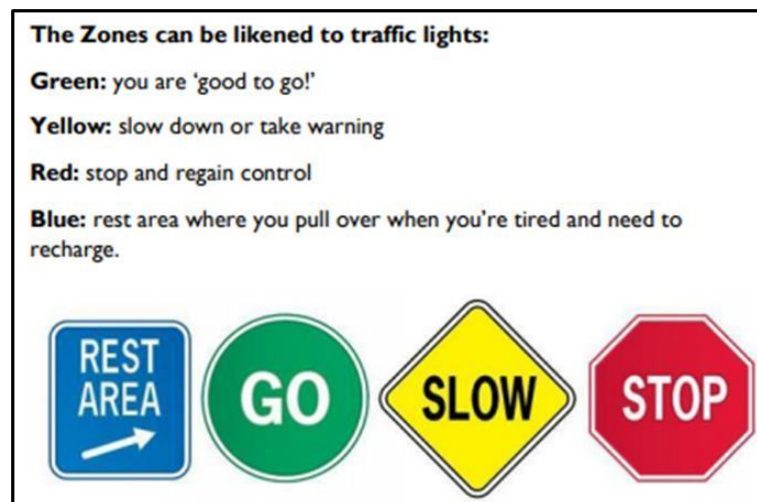 The Zones can be likened to traffic lights:
Green: you are ‘good to go!’
Yellow: slow down or take warning
Red: stop and regain control
Blue: rest area where you pull over when you’re tired and need to
recharge.
REST
AREA
GO
SLOW
STOP